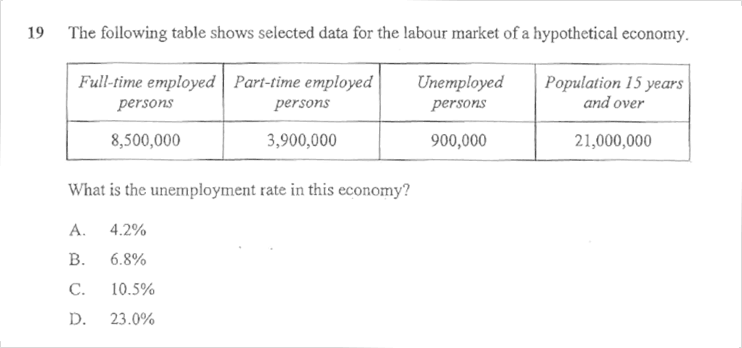 19 The following table shows selected data for the labour market of a hypothetical economy.
Full-time employed persons Part-time employed persons Unemployed persons Population 15 years and over
8,500,000 3,900,000 900,000 21,000,000
What is the unemployment rate in this economy?
A. 4.2%
B. 6.8%
C. 10.5%
D. 23.0%